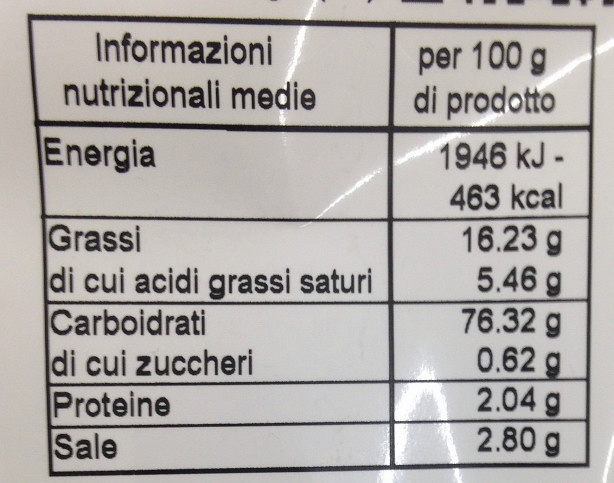 Informazioni nutrizionali medie per 100 g di prodotto
Energia 1946 kJ -
463 kcal
Grassi 16.23 g
di cui acidi grassi saturi 5.46 g
Carboidrati 76.32 g
di cui zuccheri 0.62 g
Proteine 2.04 g
Sale 2.80 g